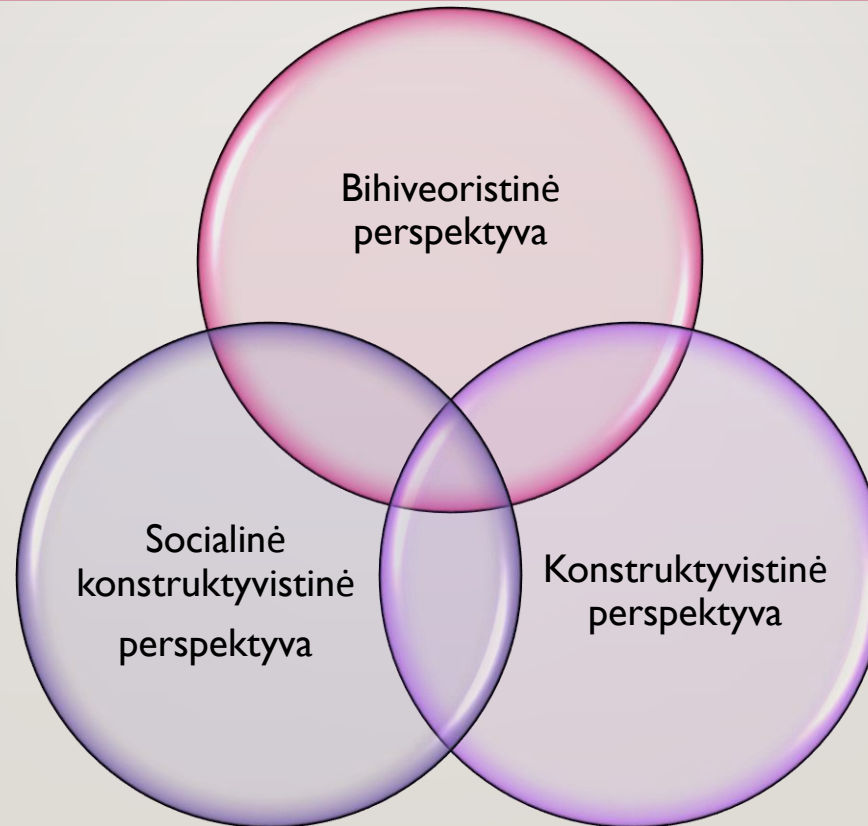 Bihiveoristinė
perspektyva
Socialinė
konstruktyvistinė
perspektyva
Konstruktyvistinė
perspektyva